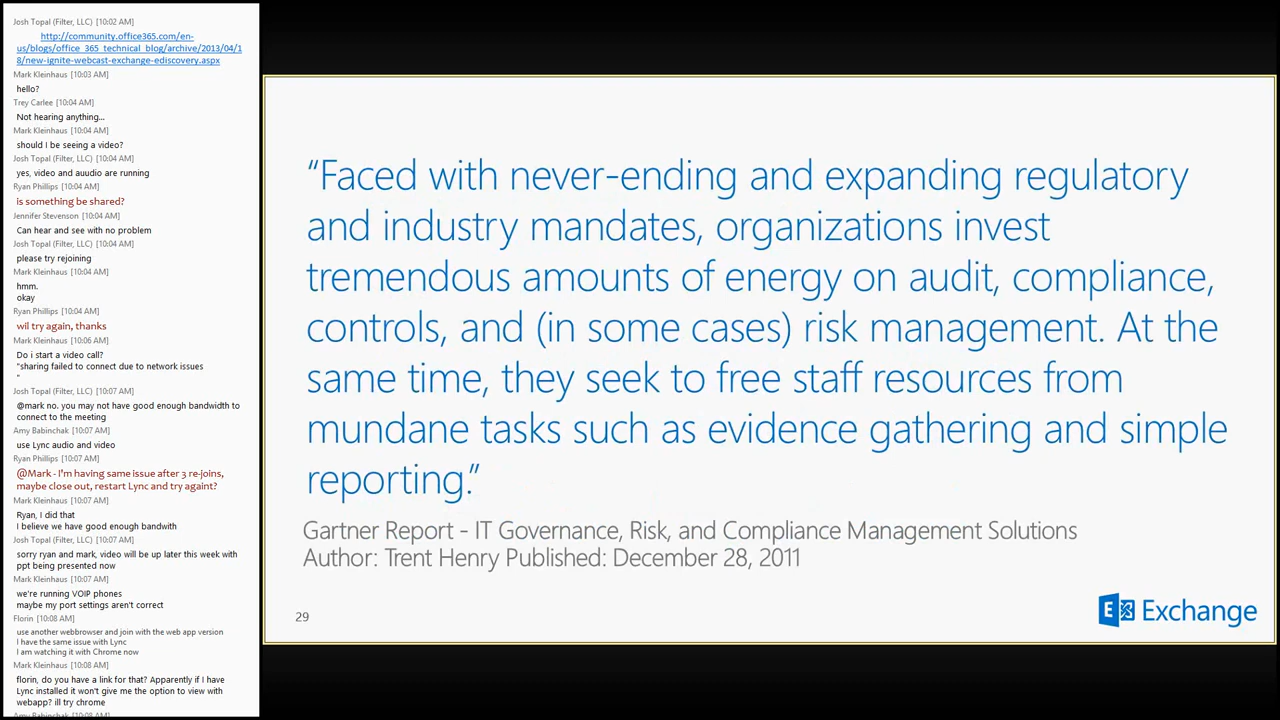 Josh Topal (Filter, LLC) [10:02 AM]
http://community.office365.com/en-
us/blogs/office_365_technical_blog/archive/2013/04/1
8/new-ignite-webcast-exchange-ediscovery.aspx
Mark Kleinhaus [10:03 AM]
hello?
Trey Carlee [10:04 AM]
Not hearing anything...
Mark Kleinhaus [10:04 AM]
should I be seeing a video?
Josh Topal (Filter, LLC) [10:04 AM]
yes, video and auudio are running
Ryan Phillips [10:04 AM]
is something be shared?
Jennifer Stevenson [10:04 AM]
Can hear and see with no problem
Josh Topal (Filter, LLC) [10:04 AM]
please try rejoining
Mark Kleinhaus [10:04 AM]
hmm.
okay
Ryan Phillips [10:04 AM]
wil try again, thanks
Mark Kleinhaus [10:06 AM]
Do i start a video call?
"sharing failed to connect due to network issues
"
Josh Topal (Filter, LLC) [10:07 AM]
@mark no. you may not have good enough bandwidth to
connect to the meeting
Amy Babinchak [10:07 AM]
use Lync audio and video
Ryan Phillips [10:07 AM]
@Mark - I'm having same issue after 3 re-joins,
maybe close out, restart Lync and try againt?
Mark Kleinhaus [10:07 AM]
Ryan, I did that
I believe we have good enough bandwith
Josh Topal (Filter, LLC) [10:07 AM]
sorry ryan and mark, video will be up later this week with
ppt being presented now
Mark Kleinhaus [10:07 AM]
we're running VOIP phones
maybe my port settings aren't correct
Florin [10:08 AM]
use another webbrowser and join with the web app version
I have the same issue with Lync
I am watching it with Chrome now
Mark Kleinhaus [10:08 AM]
florin, do you have a link for that? Apparently if I have
Lync installed it won't give me the option to view with
webapp? ill try chrome
Amy Babinchak [10:08 AM]
“Faced with never-ending and expanding regulatory
and industry mandates, organizations invest
tremendous amounts of energy on audit, compliance,
controls, and (in some cases) risk management. At the
same time, they seek to free staff resources from
mundane tasks such as evidence gathering and simple
reporting.”
Gartner Report - IT Governance, Risk, and Compliance Management Solutions
Author: Trent Henry Published: December 28, 2011
29
Exchange